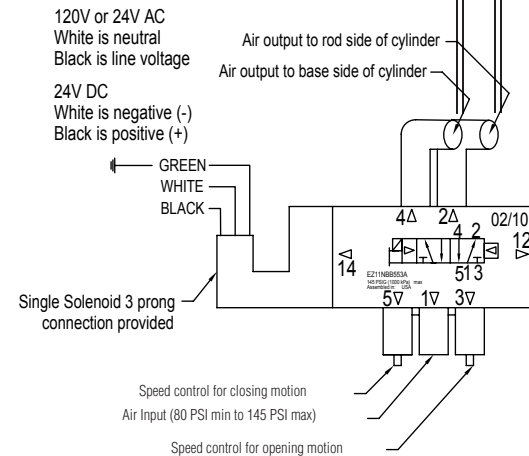 120V or 24V AC
White is neutral
Black is line voltage
24V DC
White is negative (-)
Black is positive (+)
Air output to rod side of cylinder
Air output to base side of cylinder
GREEN
WHITE
BLACK
4 2 02/10
4 2 12
14
513
EZ11NBB553A
145 PSIG (1000 kPa) max
Assembled in USA
5 1 3
Single Solenoid 3 prong
connection provided
Speed control for closing motion
Air Input (80 PSI min to 145 PSI max)
Speed control for opening motion